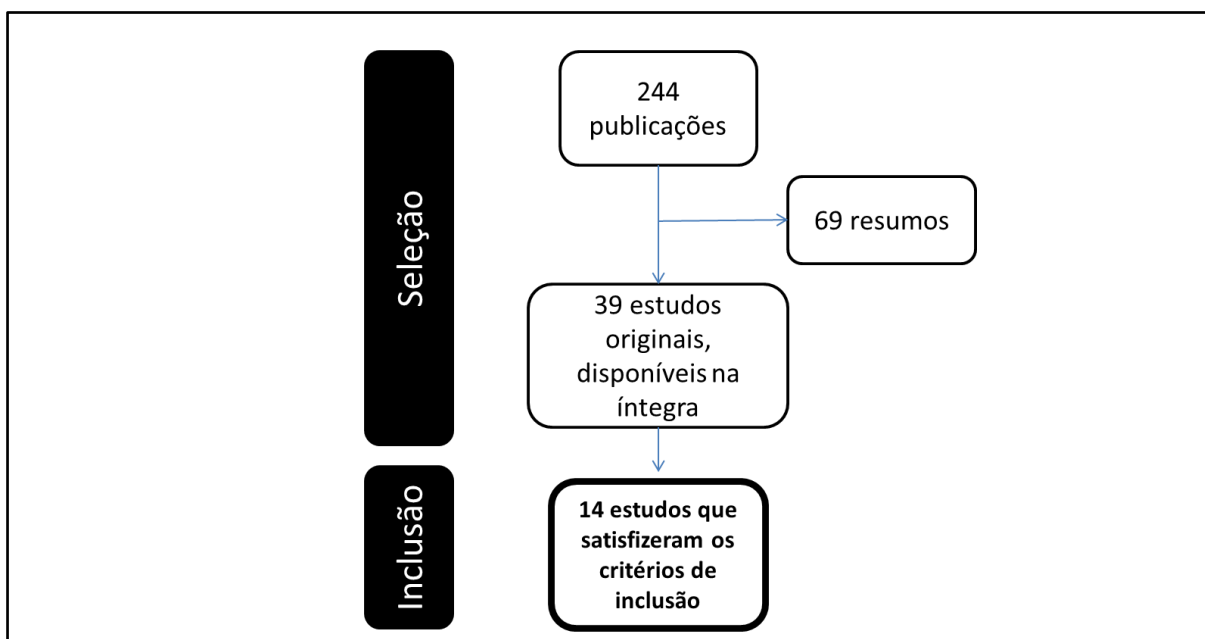 Seleção
244
publicações
69 resumos
39 estudos
originais,
disponíveis na
íntegra
Inclusão
14 estudos que
satisfizeram os
critérios de
inclusão